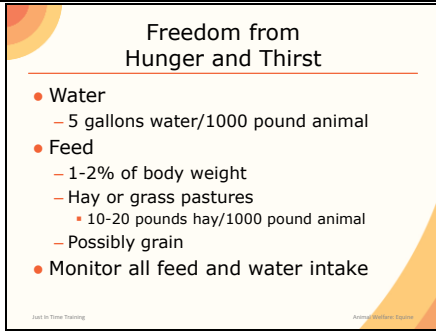 Freedom from
Hunger and Thirst
● Water
– 5 gallons water/1000 pound animal
● Feed
– 1-2% of body weight
– Hay or grass pastures
▪ 10-20 pounds hay/1000 pound animal
– Possibly grain
● Monitor all feed and water intake
Just In Time Training
Animal Welfare: Equine